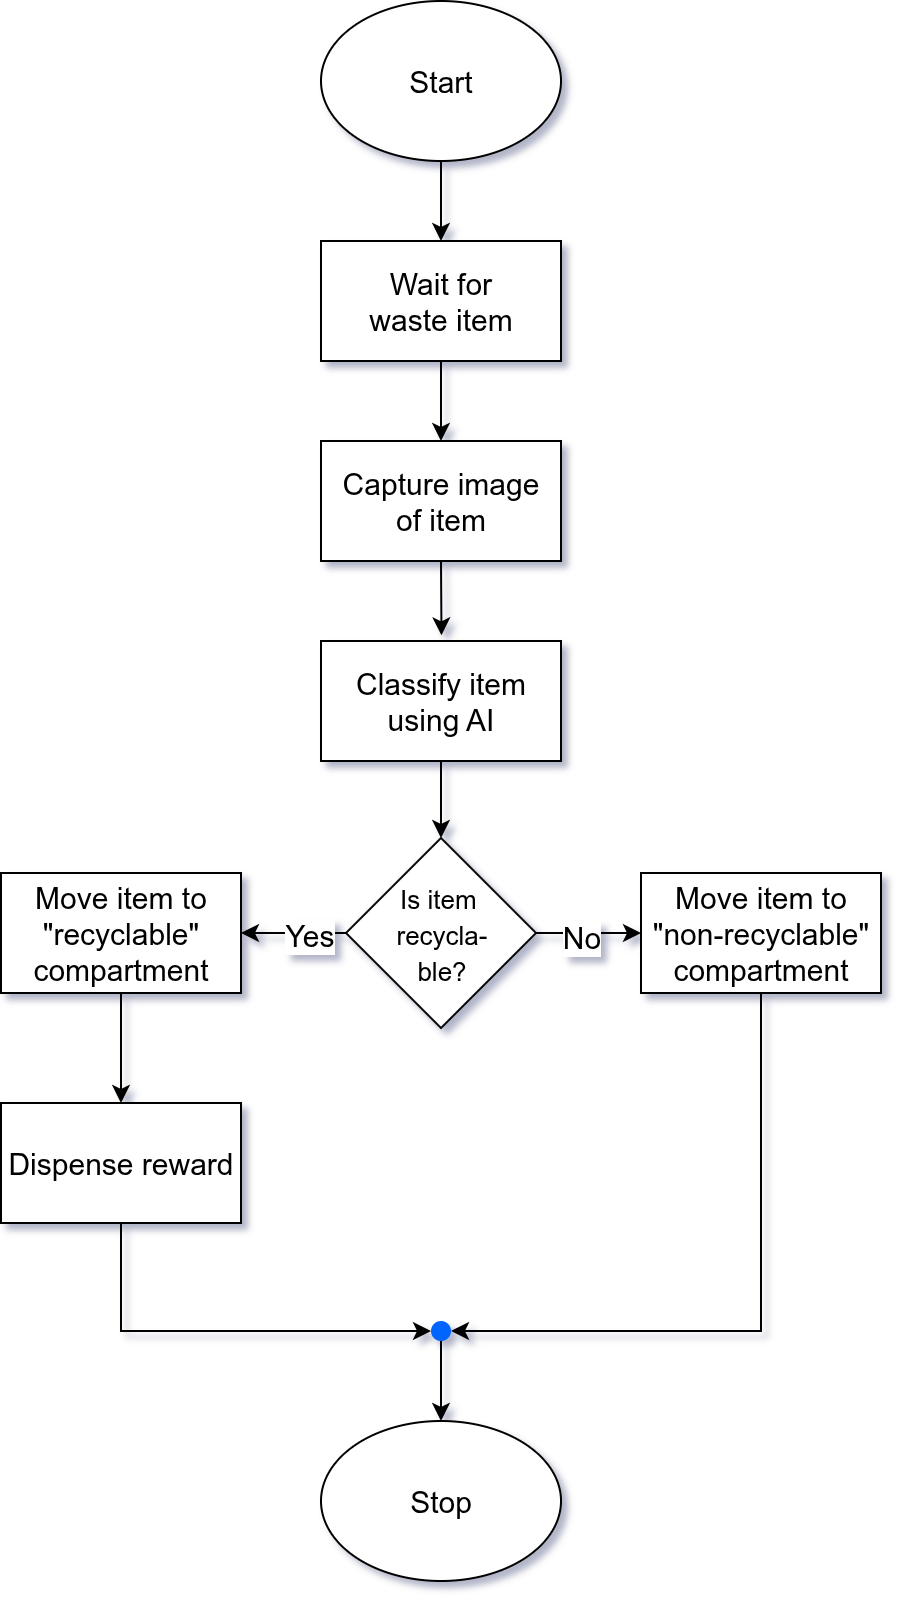 Start
Wait for
waste item
Capture image
of item
Classify item
using AI
Is item
recycla-
ble?
Yes
No
Move item to
"recyclable"
compartment
Move item to
"non-recyclable"
compartment
Dispense reward
Stop